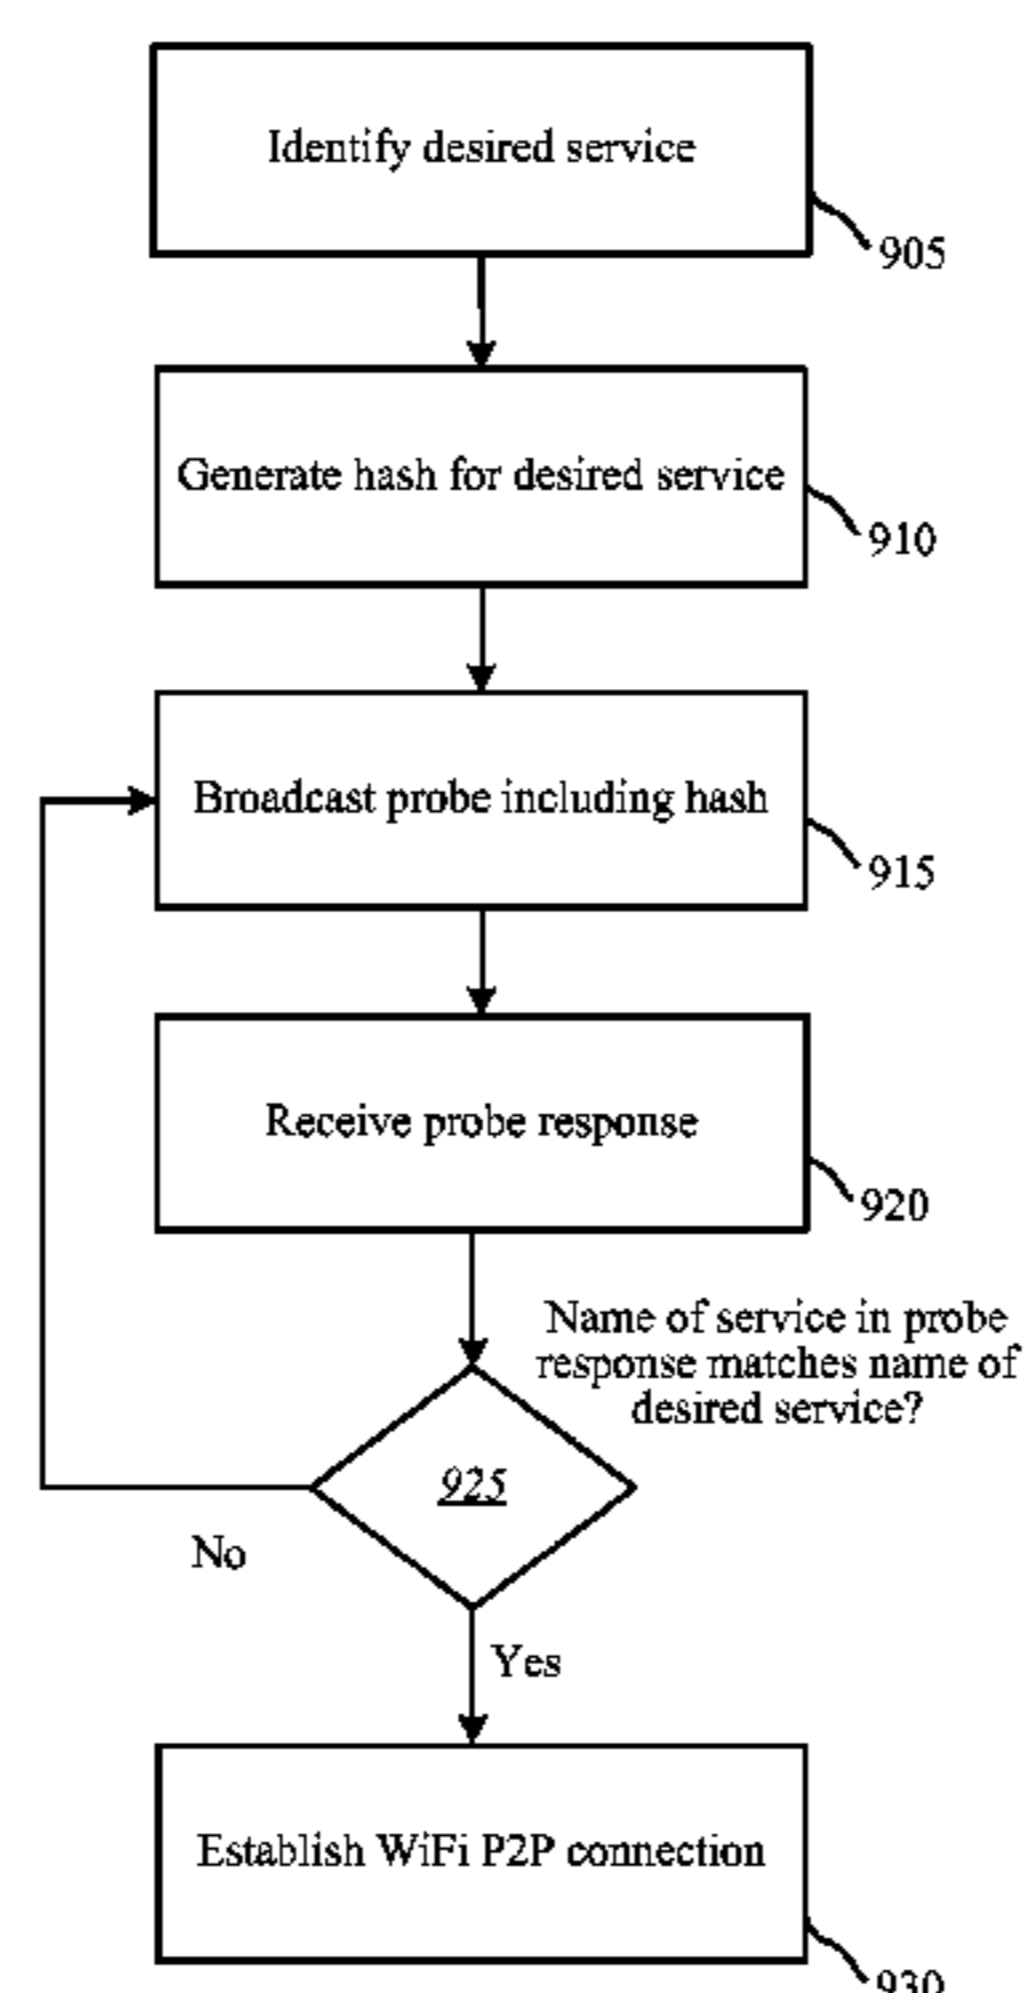 Identify desired service
905
Generate hash for desired service
910
Broadcast probe including hash
915
Receive probe response
920
Name of service in probe
response matches name of
desired service?
925
No
Yes
Establish WiFi P2P connection
930